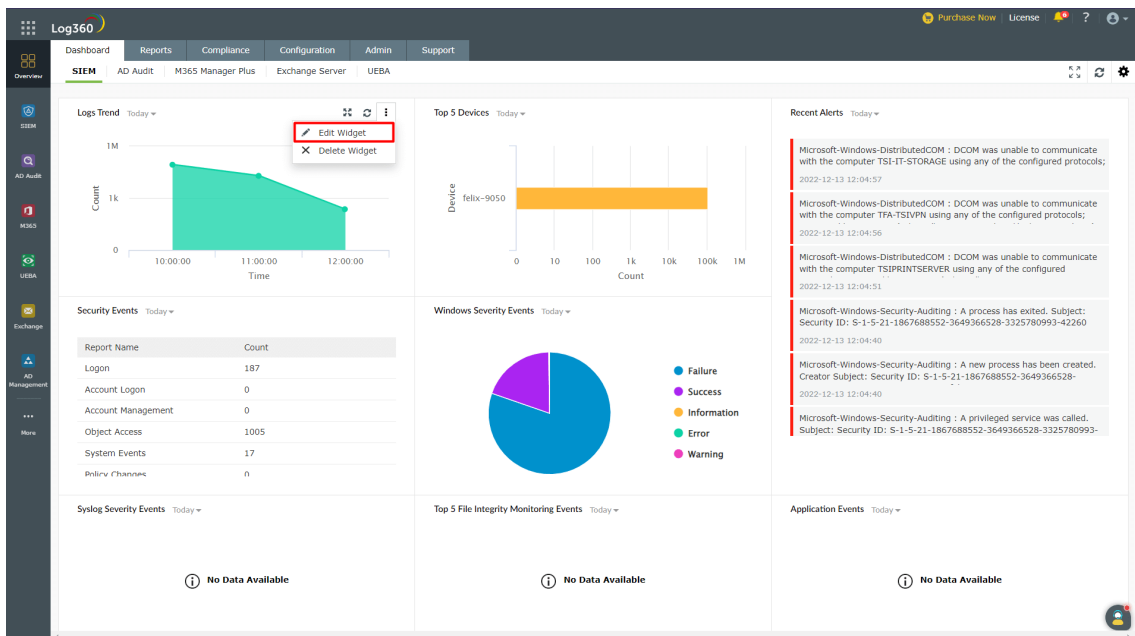 Log360
Purchase Now
License
6
?
Dashboard
Reports
Compliance
Configuration
Admin
Support
SIEM
AD Audit
M365 Manager Plus
Exchange Server
UEBA
Overview
SIEM
AD Audit
M365
UEBA
Exchange
AD
Management
More
Logs Trend Today
Edit Widget
Delete Widget
1M
1k
0
Count
10:00:00
11:00:00
12:00:00
Time
Top 5 Devices Today
Device
felix-9050
0
10
100
1k
10k
100k
1M
Count
Recent Alerts Today
Microsoft-Windows-DistributedCOM : DCOM was unable to communicate
with the computer TSI-IT-STORAGE using any of the configured protocols;
2022-12-13 12:04:57
Microsoft-Windows-DistributedCOM : DCOM was unable to communicate
with the computer TFA-TSIVPN using any of the configured protocols;
2022-12-13 12:04:56
Microsoft-Windows-DistributedCOM : DCOM was unable to communicate
with the computer TSIPRINTSERVER using any of the configured
2022-12-13 12:04:51
Microsoft-Windows-Security-Auditing : A process has exited. Subject:
Security ID: S-1-5-21-1867688552-3649366528-3325780993-42260
2022-12-13 12:04:40
Microsoft-Windows-Security-Auditing : A new process has been created.
Creator Subject: Security ID: S-1-5-21-1867688552-3649366528-
2022-12-13 12:04:40
Microsoft-Windows-Security-Auditing : A privileged service was called.
Subject: Security ID: S-1-5-21-1867688552-3649366528-3325780993-
Security Events Today
Report Name Count
Logon 187
Account Logon 0
Account Management 0
Object Access 1005
System Events 17
Policy Changes 0
Windows Severity Events Today
Failure
Success
Information
Error
Warning
Syslog Severity Events Today
No Data Available
Top 5 File Integrity Monitoring Events Today
No Data Available
Application Events Today
No Data Available